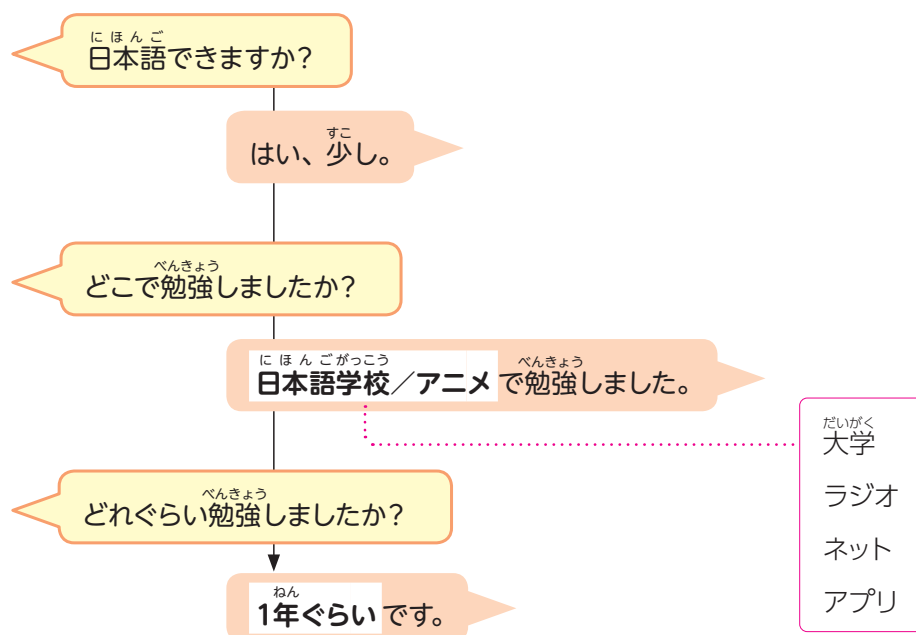 にほんご
日本語できますか?
すこ
はい、少し。
べんきょう
どこで勉強しましたか?
にほんごがっこう べんきょう
日本語学校／アニメで勉強しました。
だいがく
大学
ラジオ
ネット
アプリ
べんきょう
どれぐらい勉強しましたか?
ねん
1年ぐらいです。